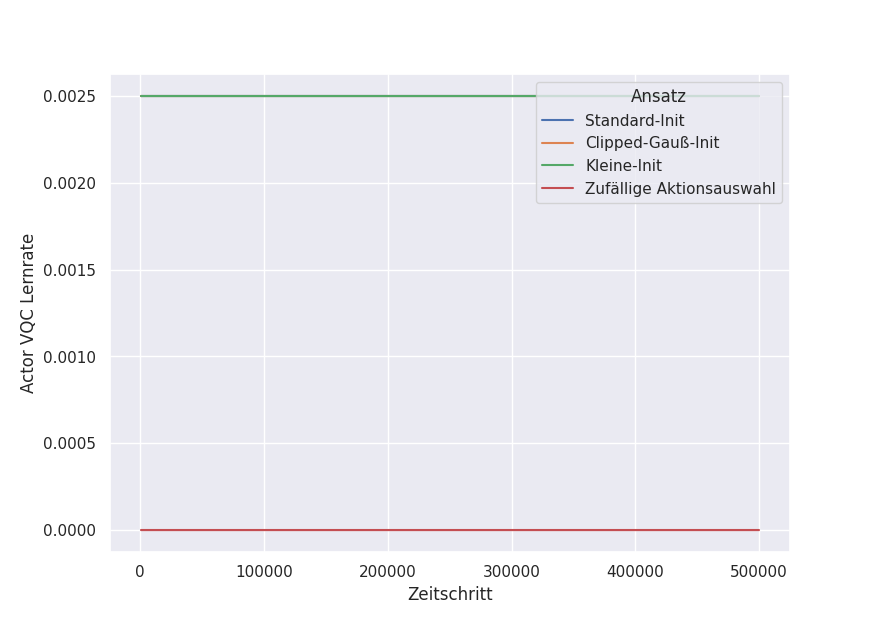 Actor VQC Lernrate
0.0025
0.0020
0.0015
0.0010
0.0005
0.0000
Ansatz
Standard-Init
Clipped-Gauß-Init
Kleine-Init
Zufällige Aktionsauswahl
0 100000 200000 300000 400000 500000
Zeitschritt